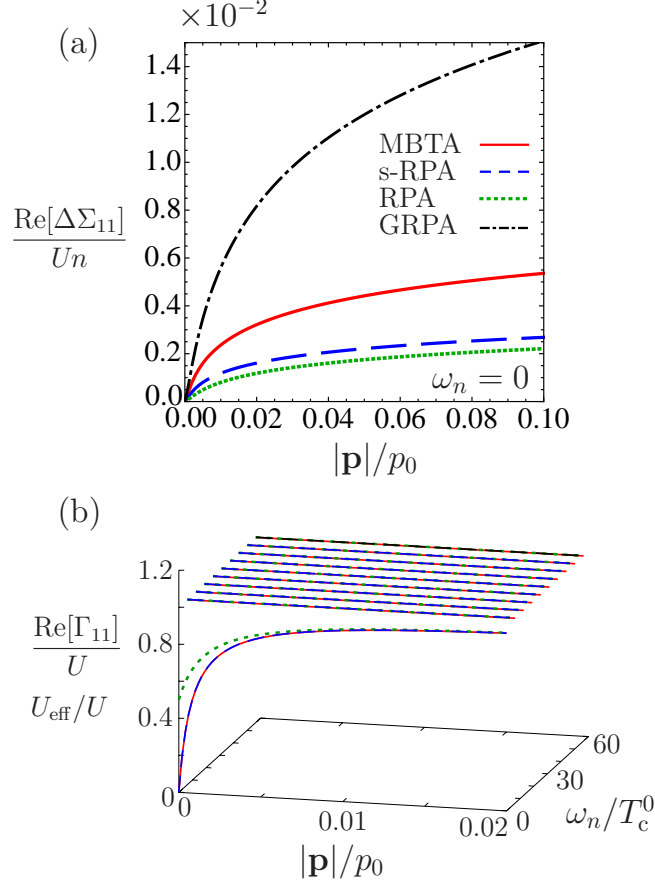 ×10⁻²
(a)
1.4
1.2
1.0
0.8
0.6
0.4
0.2
0.0
Re[ΔΣ₁₁]
Un
MBTA
s-RPA
RPA
GRPA
ωₙ = 0
0.00 0.02 0.04 0.06 0.08 0.10
|p|/p₀
(b)
1.2
0.8
0.4
0
Re[Γ₁₁]
U
U_eff/U
0 0.01 0.02
|p|/p₀
0
30
60
ωₙ/T_c^0